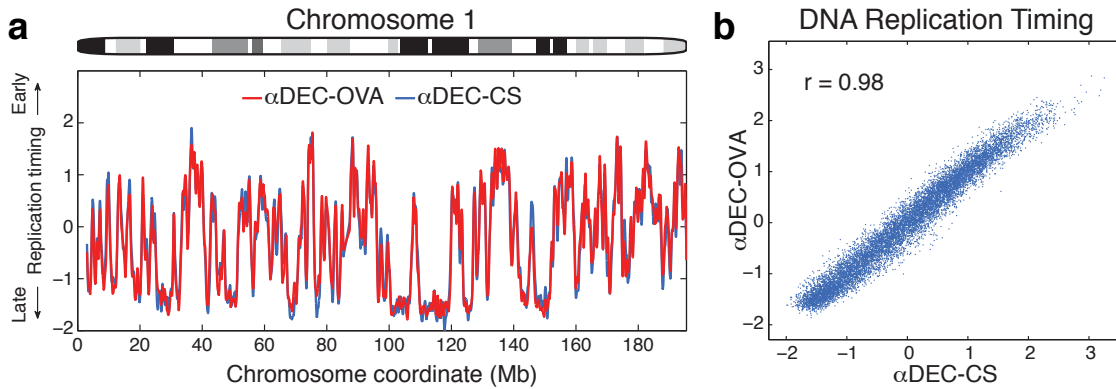 a
Chromosome 1
αDEC-OVA αDEC-CS
Late ← Replication timing → Early
2
1
0
−1
−2
0 20 40 60 80 100 120 140 160 180
Chromosome coordinate (Mb)
b
DNA Replication Timing
r = 0.98
αDEC-OVA
3
2
1
0
−1
−2
−2 −1 0 1 2 3
αDEC-CS